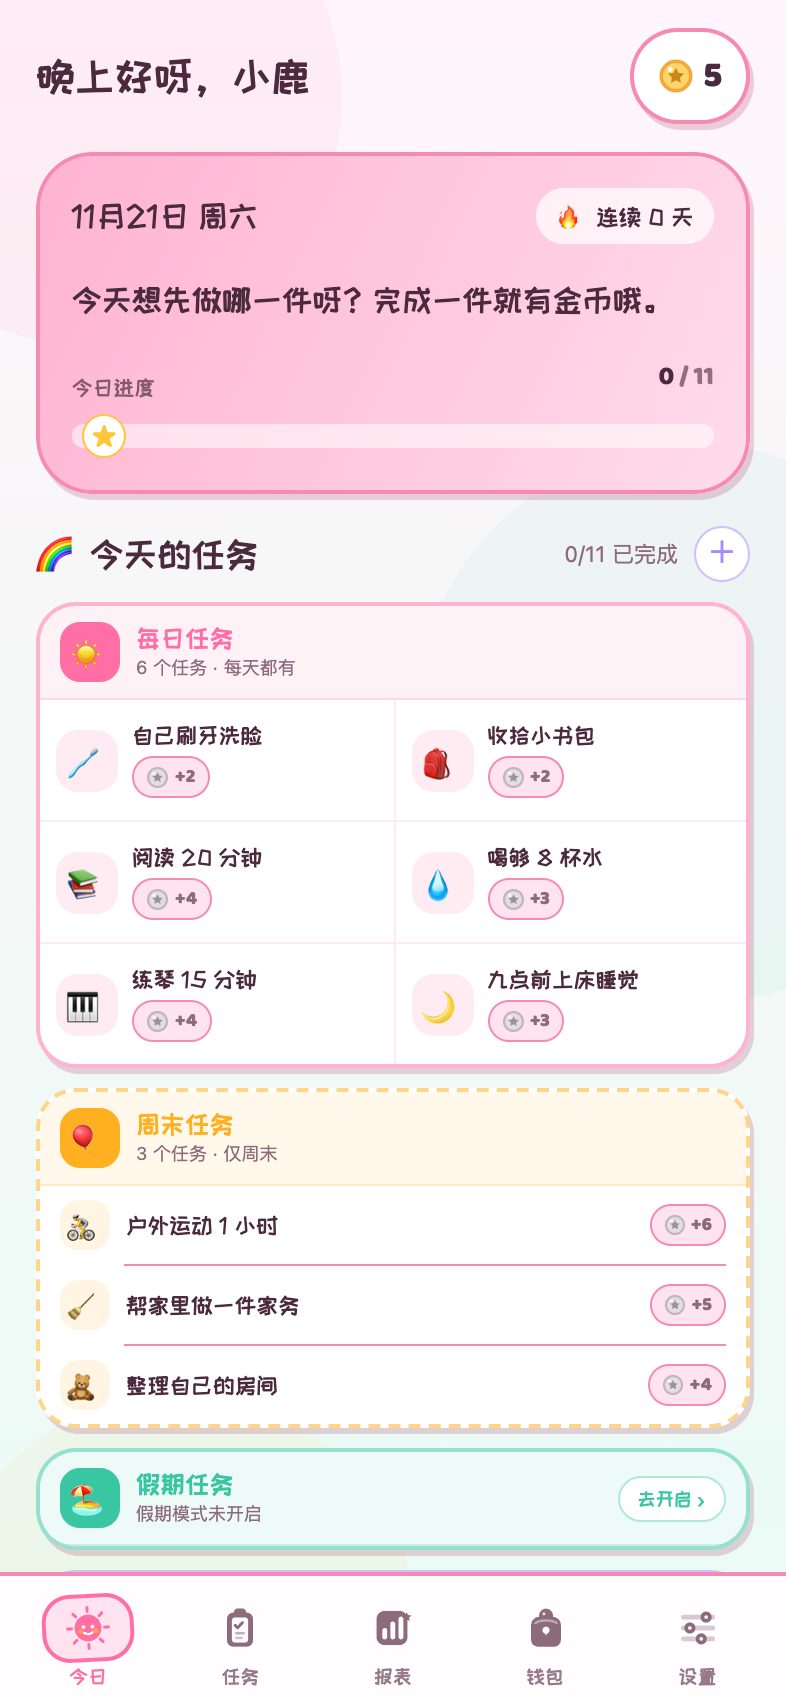 晚上好呀，小鹿
5
11月21日 周六
连续 0 天
今天想先做哪一件呀？完成一件就有金币哦。
今日进度
0 / 11
今天的任务
0/11 已完成
每日任务
6 个任务 · 每天都有
自己刷牙洗脸
+2
收拾小书包
+2
阅读 20 分钟
+4
喝够 8 杯水
+3
练琴 15 分钟
+4
九点前上床睡觉
+3
周末任务
3 个任务 · 仅周末
户外运动 1 小时
+6
帮家里做一件家务
+5
整理自己的房间
+4
假期任务
假期模式未开启
去开启 ›
今日
任务
报表
钱包
设置